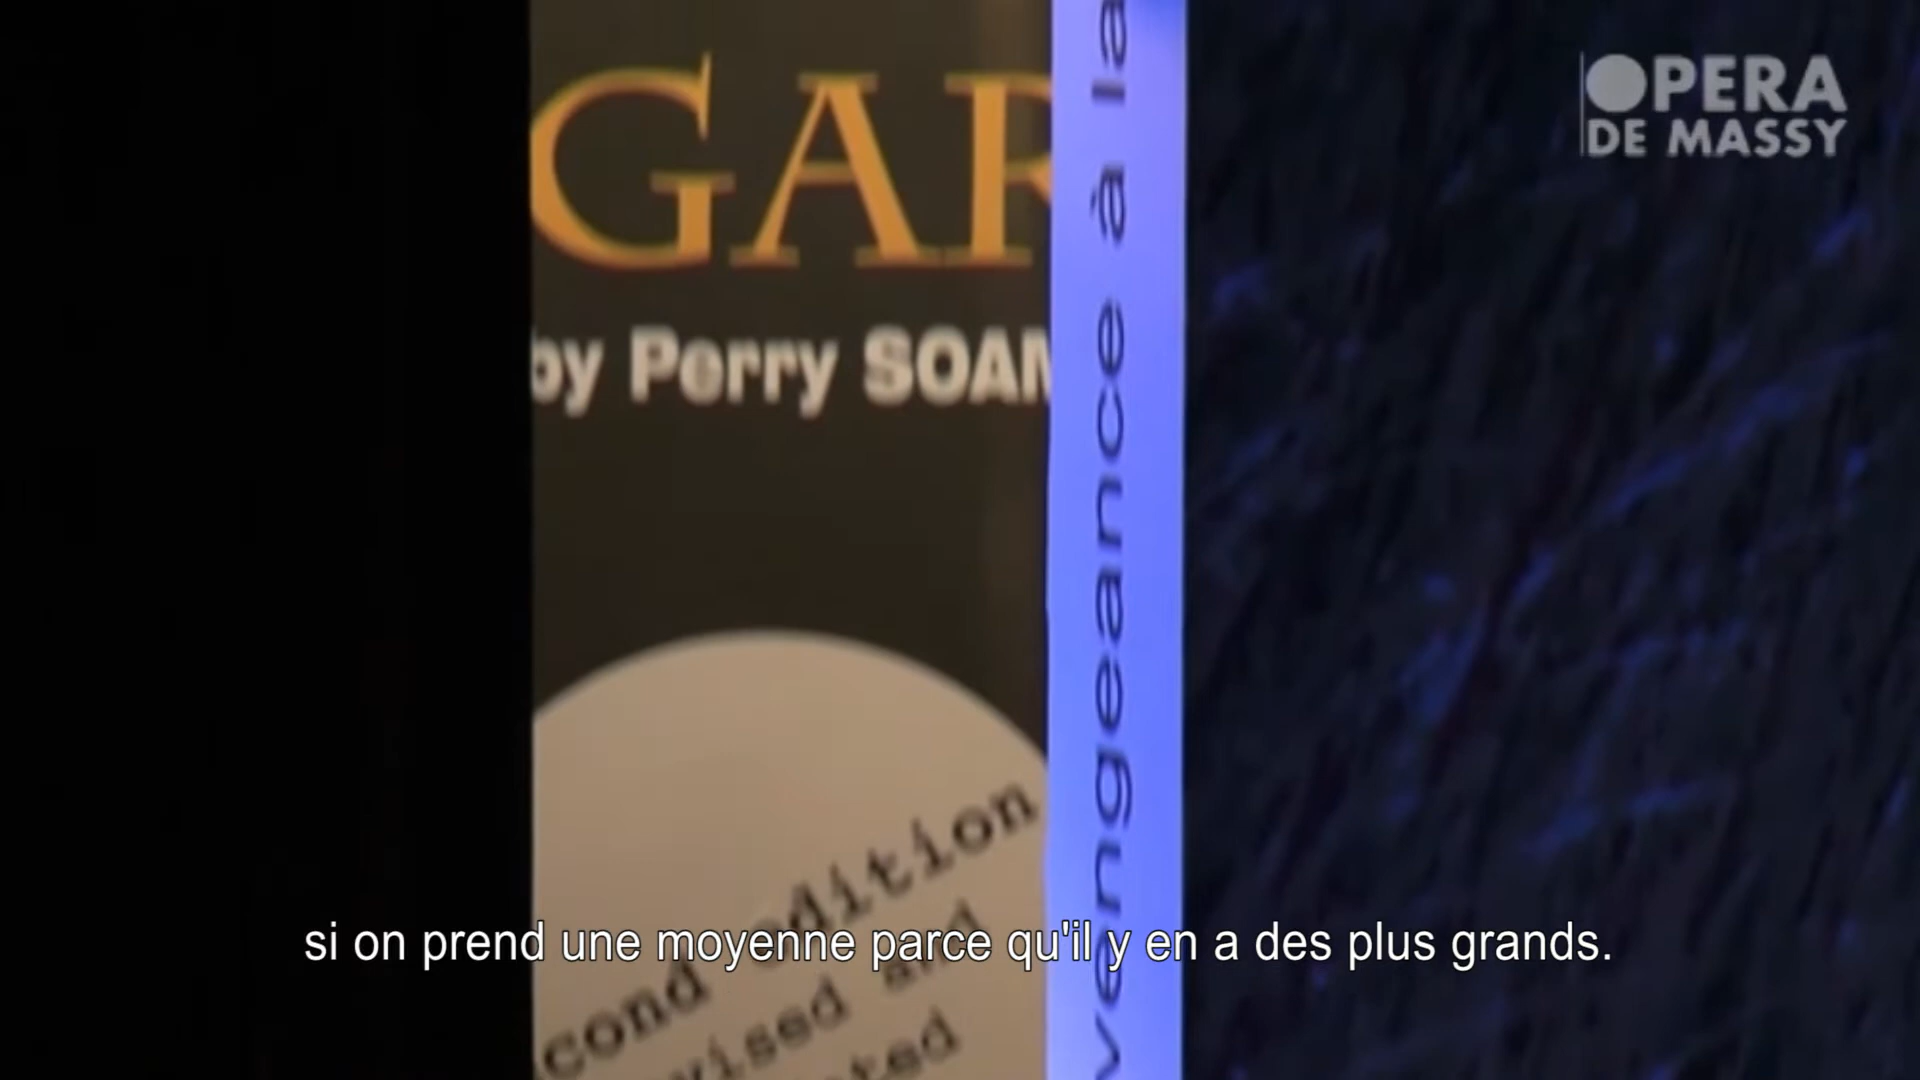 OPERA
DE MASSY
GAR
by Perry SOAM
vengeance à la
edition
cond
and
vised
ted
si on prend une moyenne parce qu'il y en a des plus grands.